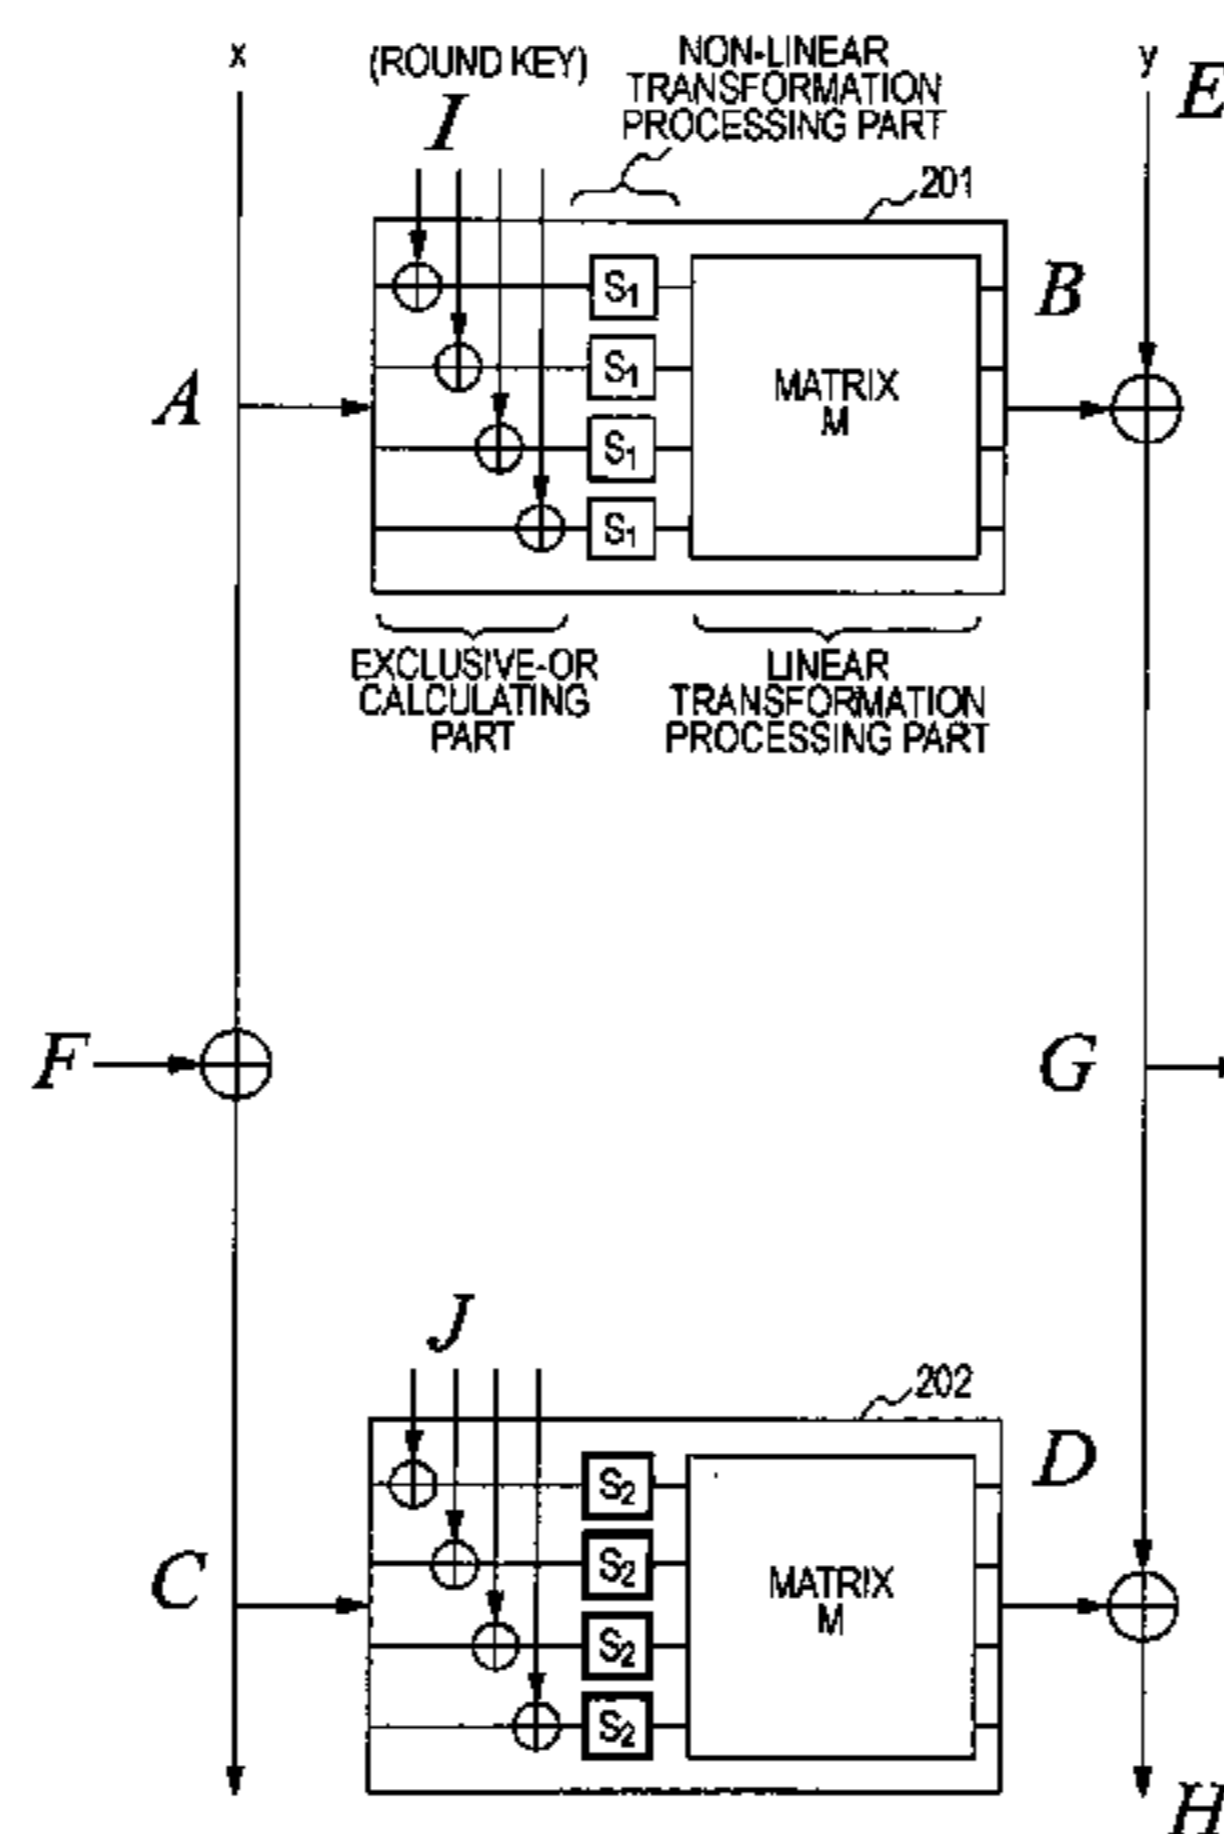 x
(ROUND KEY)
NON-LINEAR
TRANSFORMATION
PROCESSING PART
y
E
I
201
S1
B
S1
A
MATRIX
M
S1
S1
EXCLUSIVE-OR
CALCULATING
PART
LINEAR
TRANSFORMATION
PROCESSING PART
F
G
J
202
D
S2
S2
C
MATRIX
M
S2
S2
H